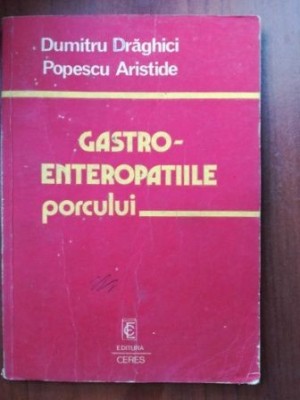 Dumitru Drăghici
Popescu Aristide
GASTRO-
ENTEROPATIILE
porcului
EDITURA
CERES